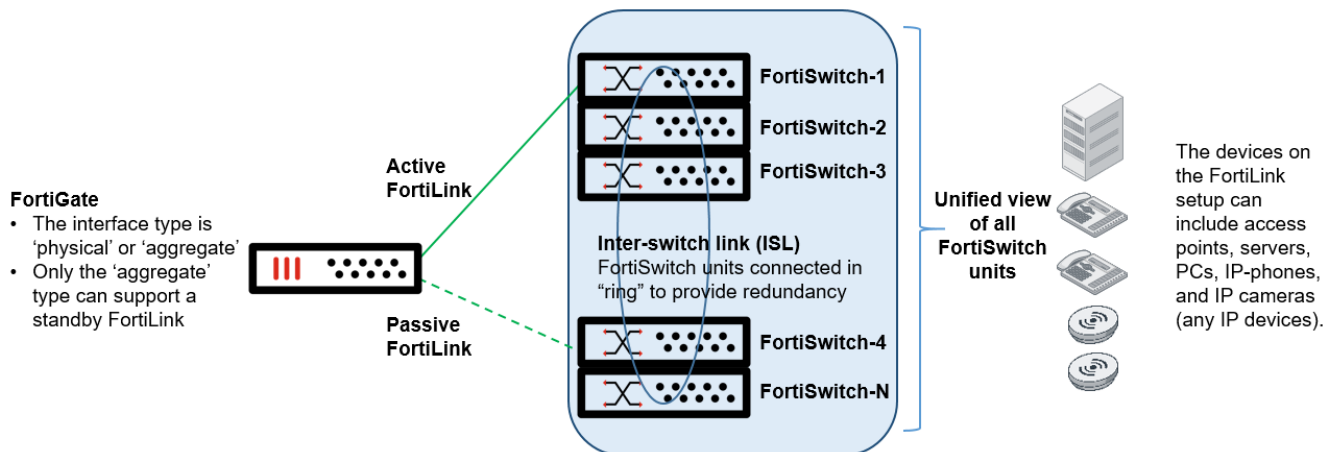 FortiGate
• The interface type is
‘physical’ or ‘aggregate’
• Only the ‘aggregate’
type can support a
standby FortiLink
Active
FortiLink
Passive
FortiLink
FortiSwitch-1
FortiSwitch-2
FortiSwitch-3
Inter-switch link (ISL)
FortiSwitch units connected in
“ring” to provide redundancy
FortiSwitch-4
FortiSwitch-N
Unified view
of all
FortiSwitch
units
The devices on
the FortiLink
setup can
include access
points, servers,
PCs, IP-phones,
and IP cameras
(any IP devices).